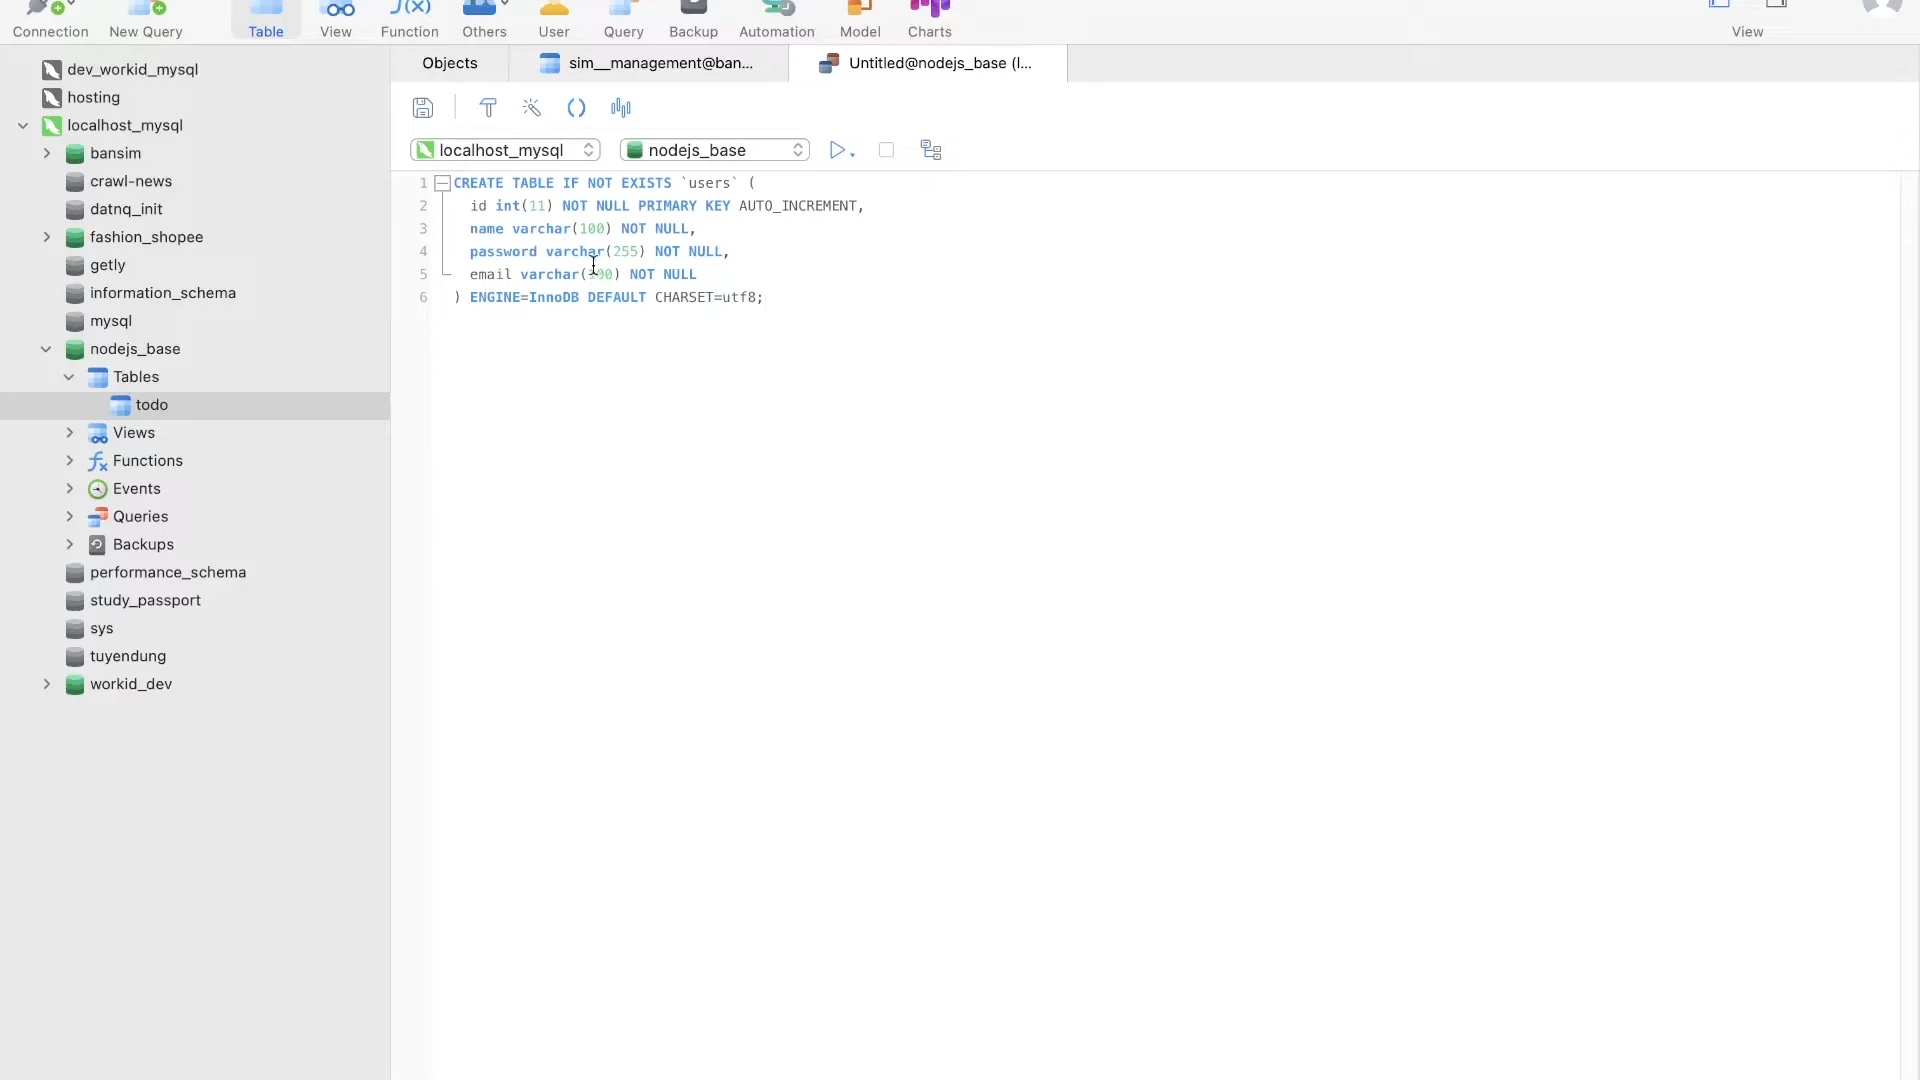 Connection New Query Table View Function Others User Query Backup Automation Model Charts View
dev_workid_mysql
hosting
localhost_mysql
bansim
crawl-news
datnq_init
fashion_shopee
getly
information_schema
mysql
nodejs_base
Tables
todo
Views
Functions
Events
Queries
Backups
performance_schema
study_passport
sys
tuyendung
workid_dev
Objects sim__management@ban... Untitled@nodejs_base (l...
localhost_mysql nodejs_base
1 CREATE TABLE IF NOT EXISTS `users` (
2 id int(11) NOT NULL PRIMARY KEY AUTO_INCREMENT,
3 name varchar(100) NOT NULL,
4 password varchar(255) NOT NULL,
5 email varchar(100) NOT NULL
6 ) ENGINE=InnoDB DEFAULT CHARSET=utf8;